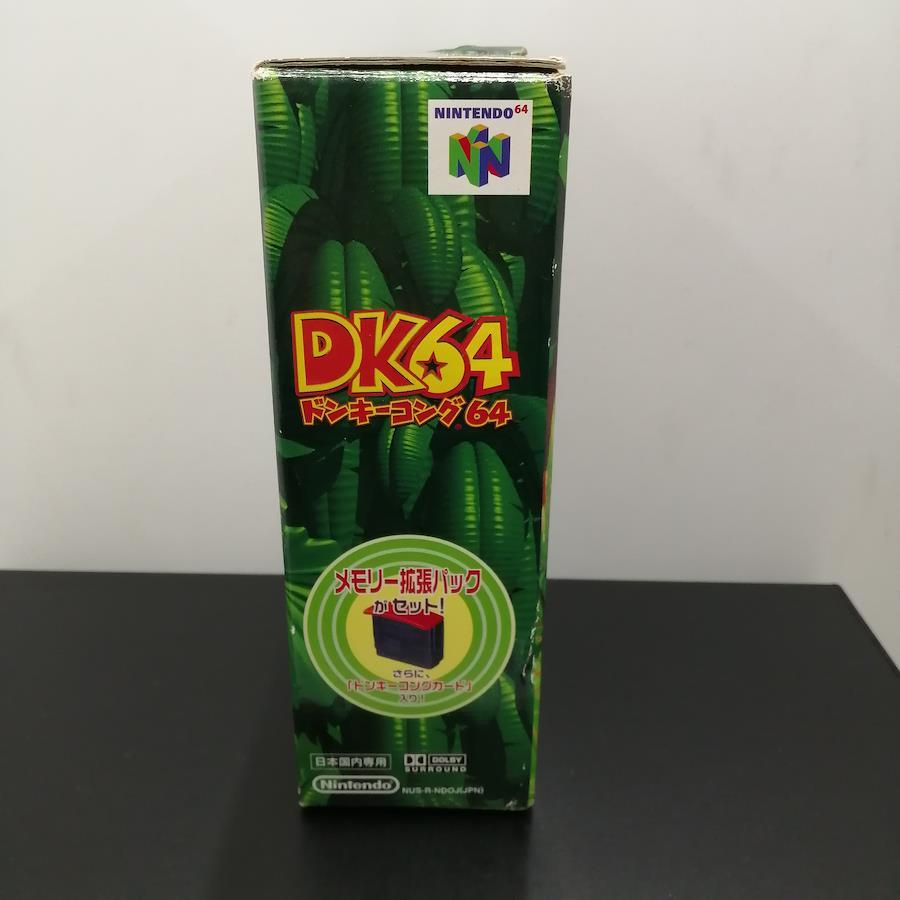 NINTENDO64
DK★64
ドンキーコング64
メモリー拡張パック
がセット!
さらに、
「ドンキーコングカード」
入り!
日本国内専用
DOLBY
SURROUND
Nintendo
NUS-R-NDOJ(JPN)